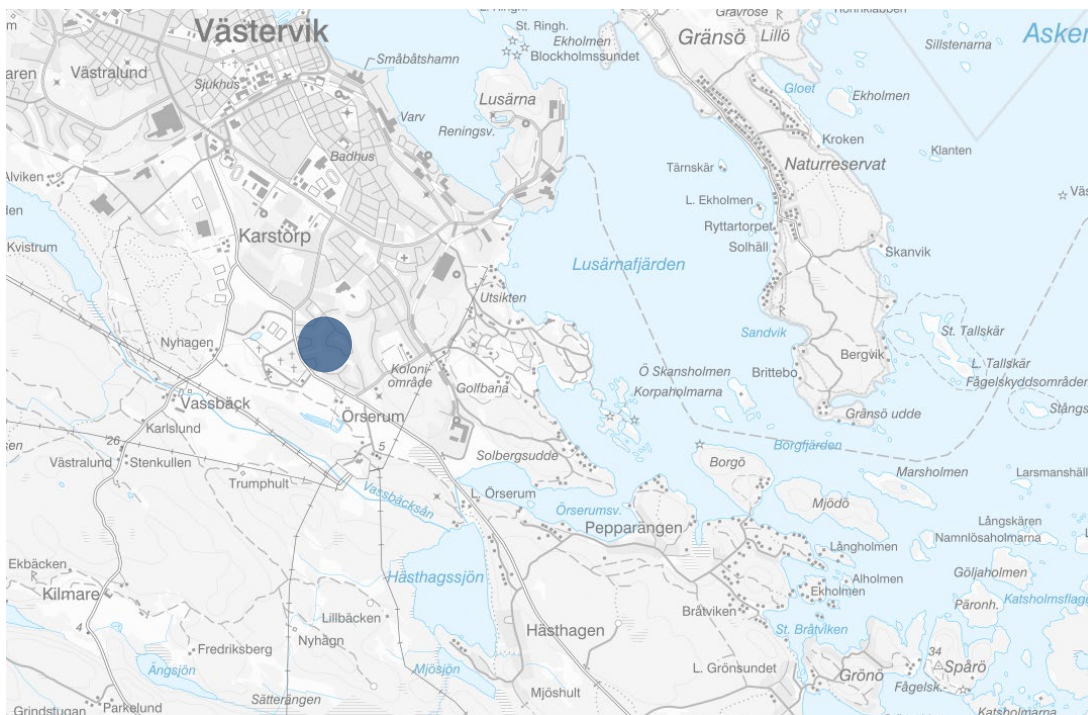 Västervik
St. Ringh.
Ekholmen
Blockholmssundet
Gravröse
Gränsö
Lillö
Sillstenarna
Asker
Småbåtshamn
Västralund
Sjukhus
Gloet
Ekholmen
Lusärna
Varv
Reningsv.
Kroken
Badhus
Klanten
Naturreservat
Tärnskär
Alviken
L. Ekholmen
Ryttartorpet
Karstorp
Kvistrum
Solhäll
Skanvik
Lusärnafjärden
Utsikten
Sandvik
St. Tallskär
Nyhagen
Bergvik
L. Tallskär
Ö Skansholmen
Brittebo
Fågelskyddsområden
Koloni-
område
Golfbana
Korpaholmarna
Vassbäck
Örserum
Gränsö udde
Stångs
Karlslund
26
5
Borgfjärden
Västralund
Stenkullen
Solbergsudde
Borgö
Marsholmen
Larsmanshäll
Trumphult
Vassbäcksån
L. Örserum
Mjödö
Örserumsv.
Pepparängen
Långskären
Namnlösaholmarna
Långholmen
Ekbäcken
Hästhagssjön
Göljaholmen
Kilmare
Alholmen
Ekholmen
Päronh.
Katsholmsflage
Bråtviken
Lillbäcken
4
Hästhagen
St. Bråtviken
Nyhagn
Fredriksberg
34
Ängsjön
Mjösjön
L. Grönsundet
Grönö
Spårö
Fågelsk.
Sätterängen
Mjöshult
Grindstugan
Parkelund
Katsholmarna